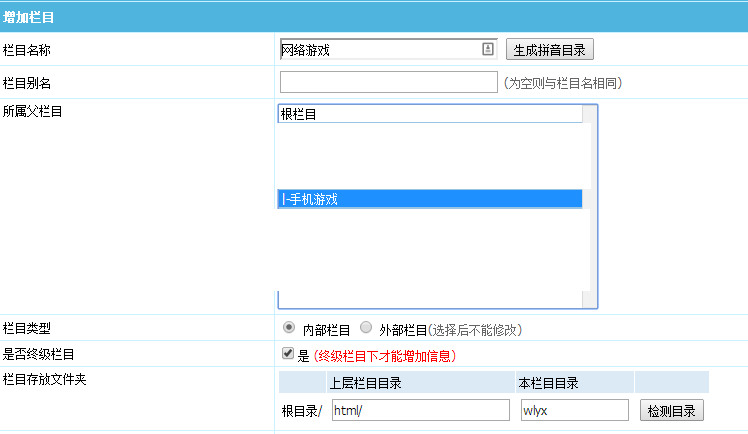 增加栏目
栏目名称 网络游戏 生成拼音目录
栏目别名 (为空则与栏目名相同)
所属父栏目
根栏目
|-手机游戏
栏目类型 内部栏目 外部栏目(选择后不能修改)
是否终级栏目 是 (终级栏目下才能增加信息)
栏目存放文件夹
上层栏目目录 本栏目目录
根目录/ html/ wlyx 检测目录